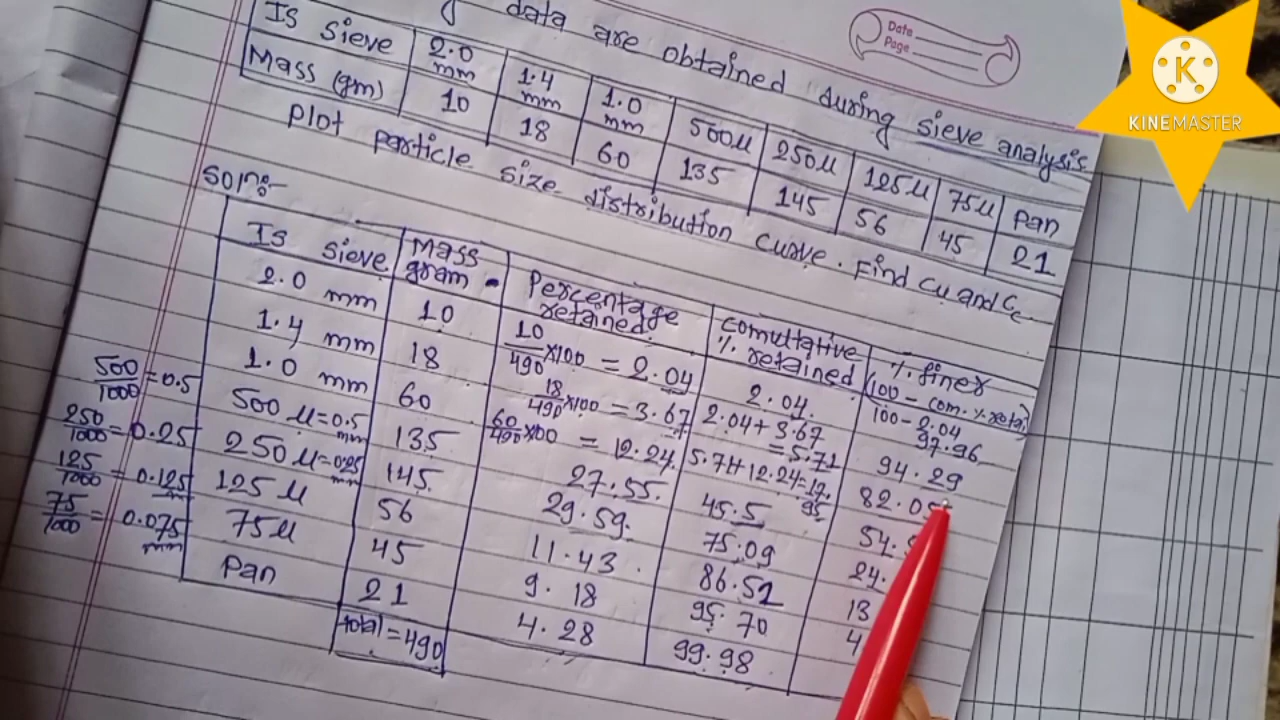 data are obtained during sieve analysis.
Date
Page
KINEMASTER
Is sieve 2.0 mm 1.4 mm 1.0 mm 500μ 250μ 125μ 75μ Pan
Mass (gm) 10 18 60 135 145 56 45 21
Plot particle size distribution curve. Find Cu and Cc.
Soln:-
Is sieve Mass gram. Percentage retained. comuttative % retained % finer
100 - com. % retai.
2.0 mm 10 10/490 ×100 = 2.04 2.04. 100-2.04 97.96
1.4 mm 18 18/490 ×100 = 3.67 2.04+3.67 = 5.71 94.29
1.0 mm 60 60/490 ×100 = 12.24 5.71+12.24=17.95 82.05
500/1000 = 0.5 500 μ=0.5 mm 135 27.55. 45.5 54.
250/1000 = 0.25 250 μ=0.25 mm 145 29.59. 75.09 24.
125/1000 = 0.125 mm 125 μ 56 11.43 86.52 13
75/1000 = 0.075 mm 75μ 45 9.18 95.70 4
Pan 21 4.28 99.98
total = 490